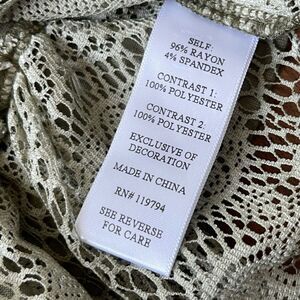 SELF:
96% RAYON
4% SPANDEX
CONTRAST 1:
100% POLYESTER
CONTRAST 2:
100% POLYESTER
EXCLUSIVE OF
DECORATION
MADE IN CHINA
RN# 119794
SEE REVERSE
FOR CARE